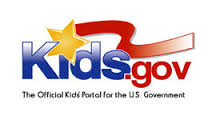 Kids.gov
The Official Kids' Portal for the U.S. Government